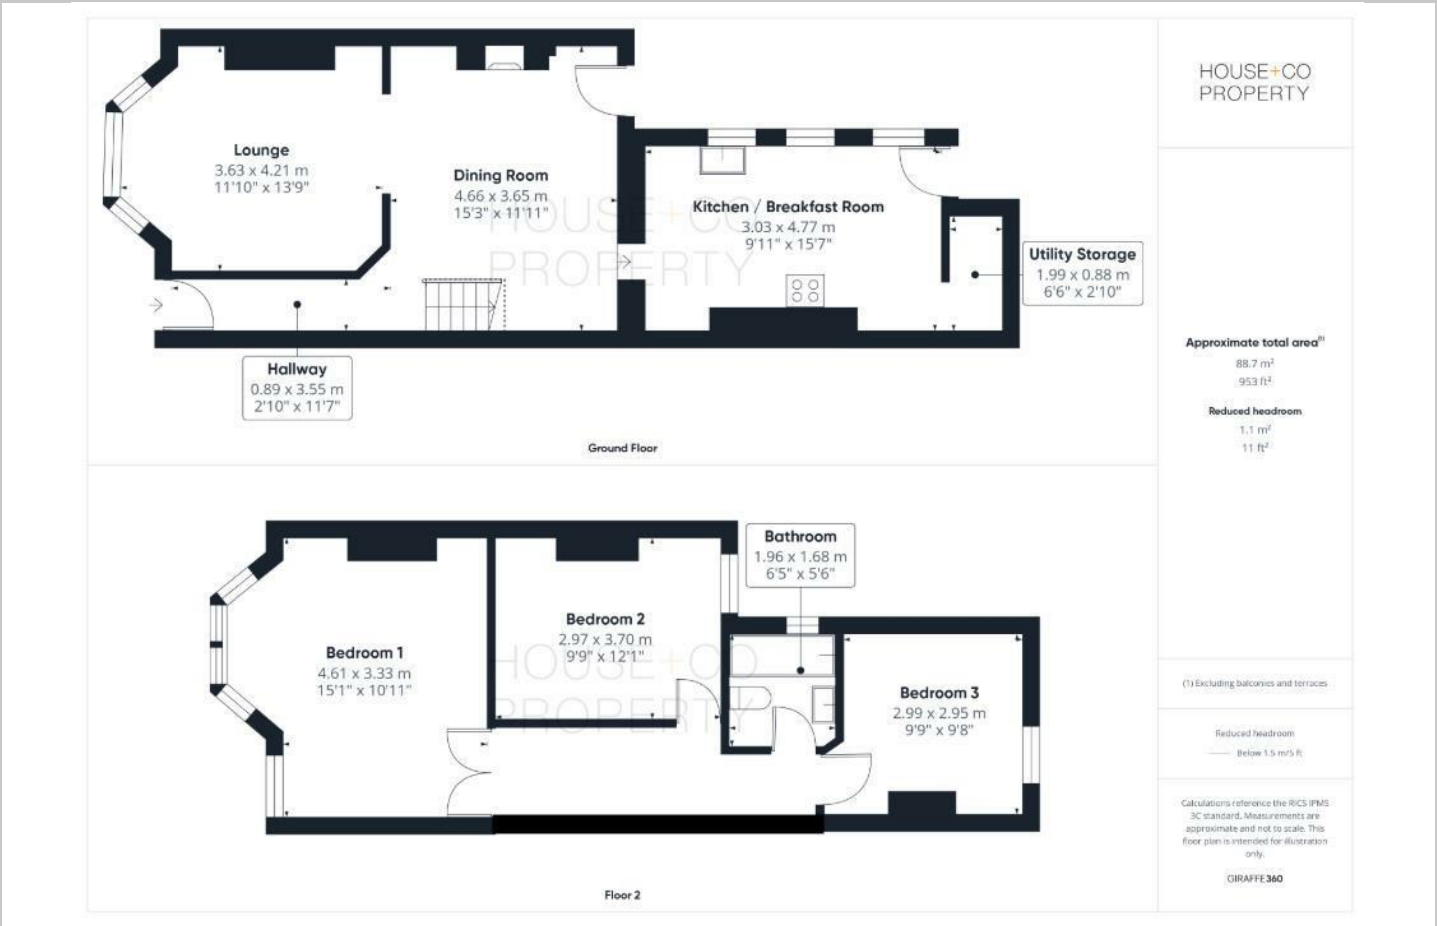 Lounge
3.63 x 4.21 m
11'10" x 13'9"
Dining Room
4.66 x 3.65 m
15'3" x 11'11"
Kitchen / Breakfast Room
3.03 x 4.77 m
9'11" x 15'7"
Utility Storage
1.99 x 0.88 m
6'6" x 2'10"
Hallway
0.89 x 3.55 m
2'10" x 11'7"
HOUSE+CO
PROPERTY
Ground Floor
Bathroom
1.96 x 1.68 m
6'5" x 5'6"
Bedroom 1
4.61 x 3.33 m
15'1" x 10'11"
Bedroom 2
2.97 x 3.70 m
9'9" x 12'1"
Bedroom 3
2.99 x 2.95 m
9'9" x 9'8"
HOUSE+CO
PROPERTY
Floor 2
HOUSE+CO
PROPERTY
Approximate total area(1)
88.7 m²
953 ft²
Reduced headroom
1.1 m²
11 ft²
(1) Excluding balconies and terraces
Reduced headroom
Below 1.5 m/5 ft
Calculations reference the RICS IPMS
3C standard. Measurements are
approximate and not to scale. This
floor plan is intended for illustration
only.
GIRAFFE360